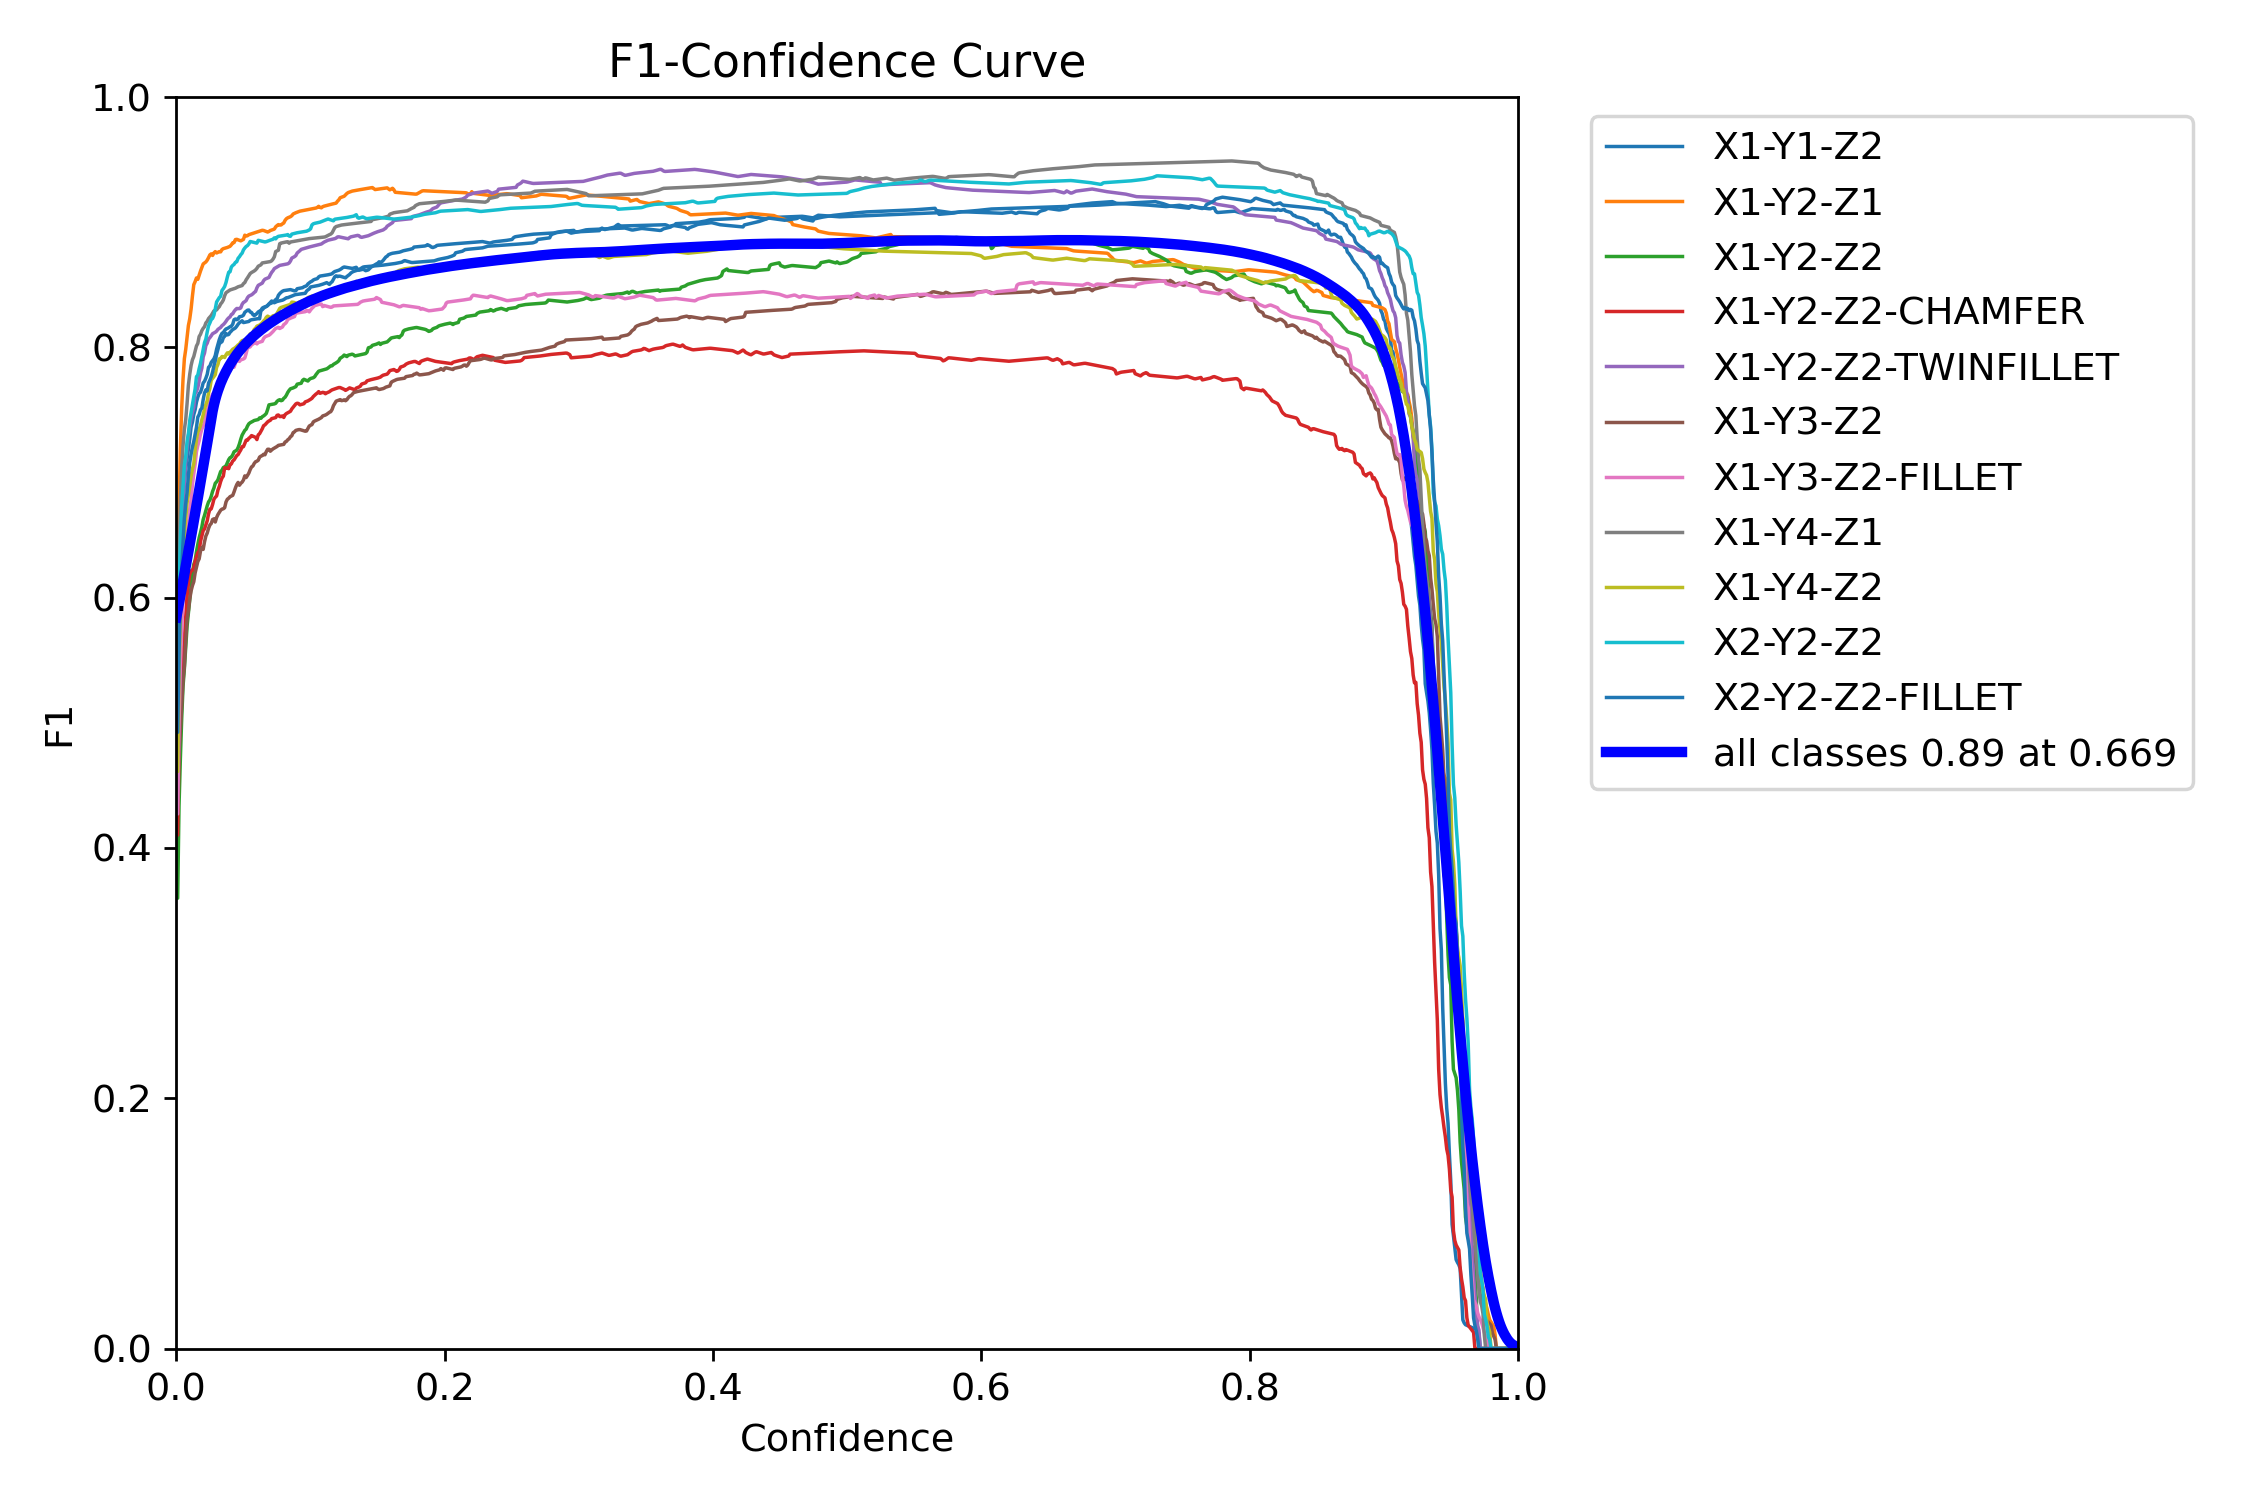 F1-Confidence Curve
1.0
0.8
0.6
0.4
0.2
0.0
F1
0.0 0.2 0.4 0.6 0.8 1.0
Confidence
X1-Y1-Z2
X1-Y2-Z1
X1-Y2-Z2
X1-Y2-Z2-CHAMFER
X1-Y2-Z2-TWINFILLET
X1-Y3-Z2
X1-Y3-Z2-FILLET
X1-Y4-Z1
X1-Y4-Z2
X2-Y2-Z2
X2-Y2-Z2-FILLET
all classes 0.89 at 0.669